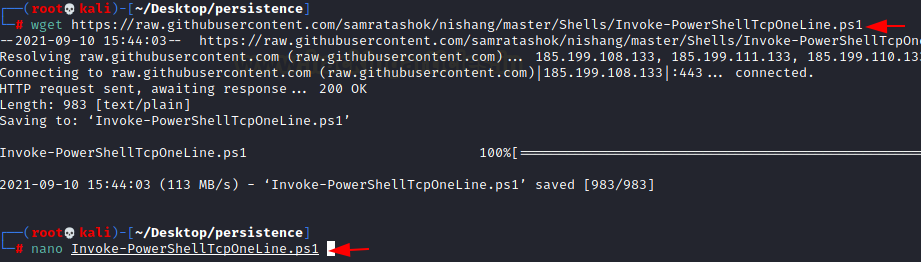 (root💀kali)-[~/Desktop/persistence]
# wget https://raw.githubusercontent.com/samratashok/nishang/master/Shells/Invoke-PowerShellTcpOneLine.ps1
--2021-09-10 15:44:03-- https://raw.githubusercontent.com/samratashok/nishang/master/Shells/Invoke-PowerShellTcpOneLine
Resolving raw.githubusercontent.com (raw.githubusercontent.com)... 185.199.108.133, 185.199.111.133, 185.199.110.133
Connecting to raw.githubusercontent.com (raw.githubusercontent.com)|185.199.108.133|:443... connected.
HTTP request sent, awaiting response... 200 OK
Length: 983 [text/plain]
Saving to: ‘Invoke-PowerShellTcpOneLine.ps1’
Invoke-PowerShellTcpOneLine.ps1 100%[==============================
2021-09-10 15:44:03 (113 MB/s) - ‘Invoke-PowerShellTcpOneLine.ps1’ saved [983/983]
(root💀kali)-[~/Desktop/persistence]
# nano Invoke-PowerShellTcpOneLine.ps1